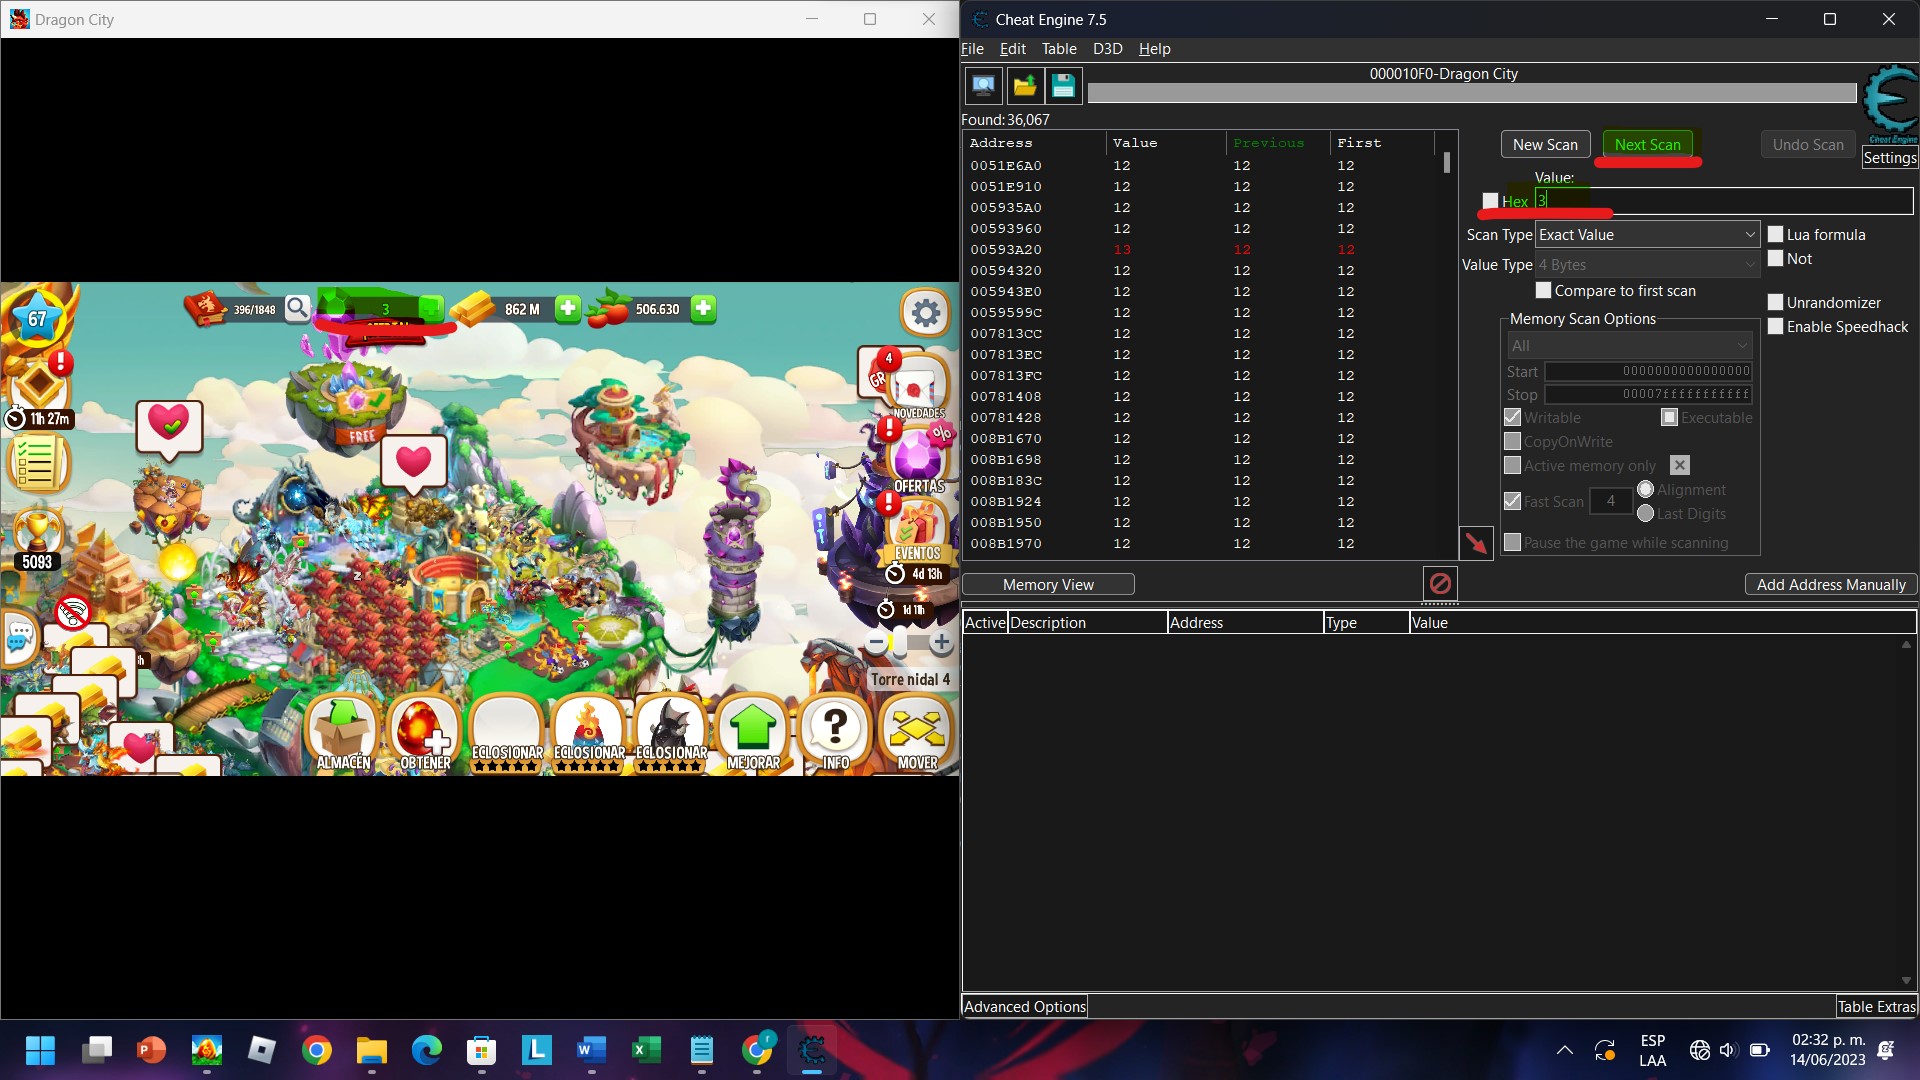 Dragon City
67
396/1848
3
862 M
506.630
11h 27m
FREE
4
GR
NOVEDADES
%
OFERTAS
EVENTOS
4d 13h
1d 11h
5093
z
Torre nidal 4
ALMACÉN
OBTENER
ECLOSIONAR
ECLOSIONAR
ECLOSIONAR
MEJORAR
INFO
MOVER
Cheat Engine 7.5
File Edit Table D3D Help
000010F0-Dragon City
Cheat Engine
Settings
Found: 36,067
Address Value Previous First
0051E6A0 12 12 12
0051E910 12 12 12
005935A0 12 12 12
00593960 12 12 12
00593A20 13 12 12
00594320 12 12 12
005943E0 12 12 12
0059599C 12 12 12
007813CC 12 12 12
007813EC 12 12 12
007813FC 12 12 12
00781408 12 12 12
00781428 12 12 12
008B1670 12 12 12
008B1698 12 12 12
008B183C 12 12 12
008B1924 12 12 12
008B1950 12 12 12
008B1970 12 12 12
New Scan Next Scan Undo Scan
Value:
Hex 3
Scan Type Exact Value
Lua formula
Value Type 4 Bytes
Not
Compare to first scan
Unrandomizer
Enable Speedhack
Memory Scan Options
All
Start 0000000000000000
Stop 00007fffffffffff
Writable Executable
CopyOnWrite
Active memory only
Fast Scan 4 Alignment
Last Digits
Pause the game while scanning
Memory View
Add Address Manually
Active Description Address Type Value
Advanced Options Table Extras
ESP
LAA
02:32 p. m.
14/06/2023